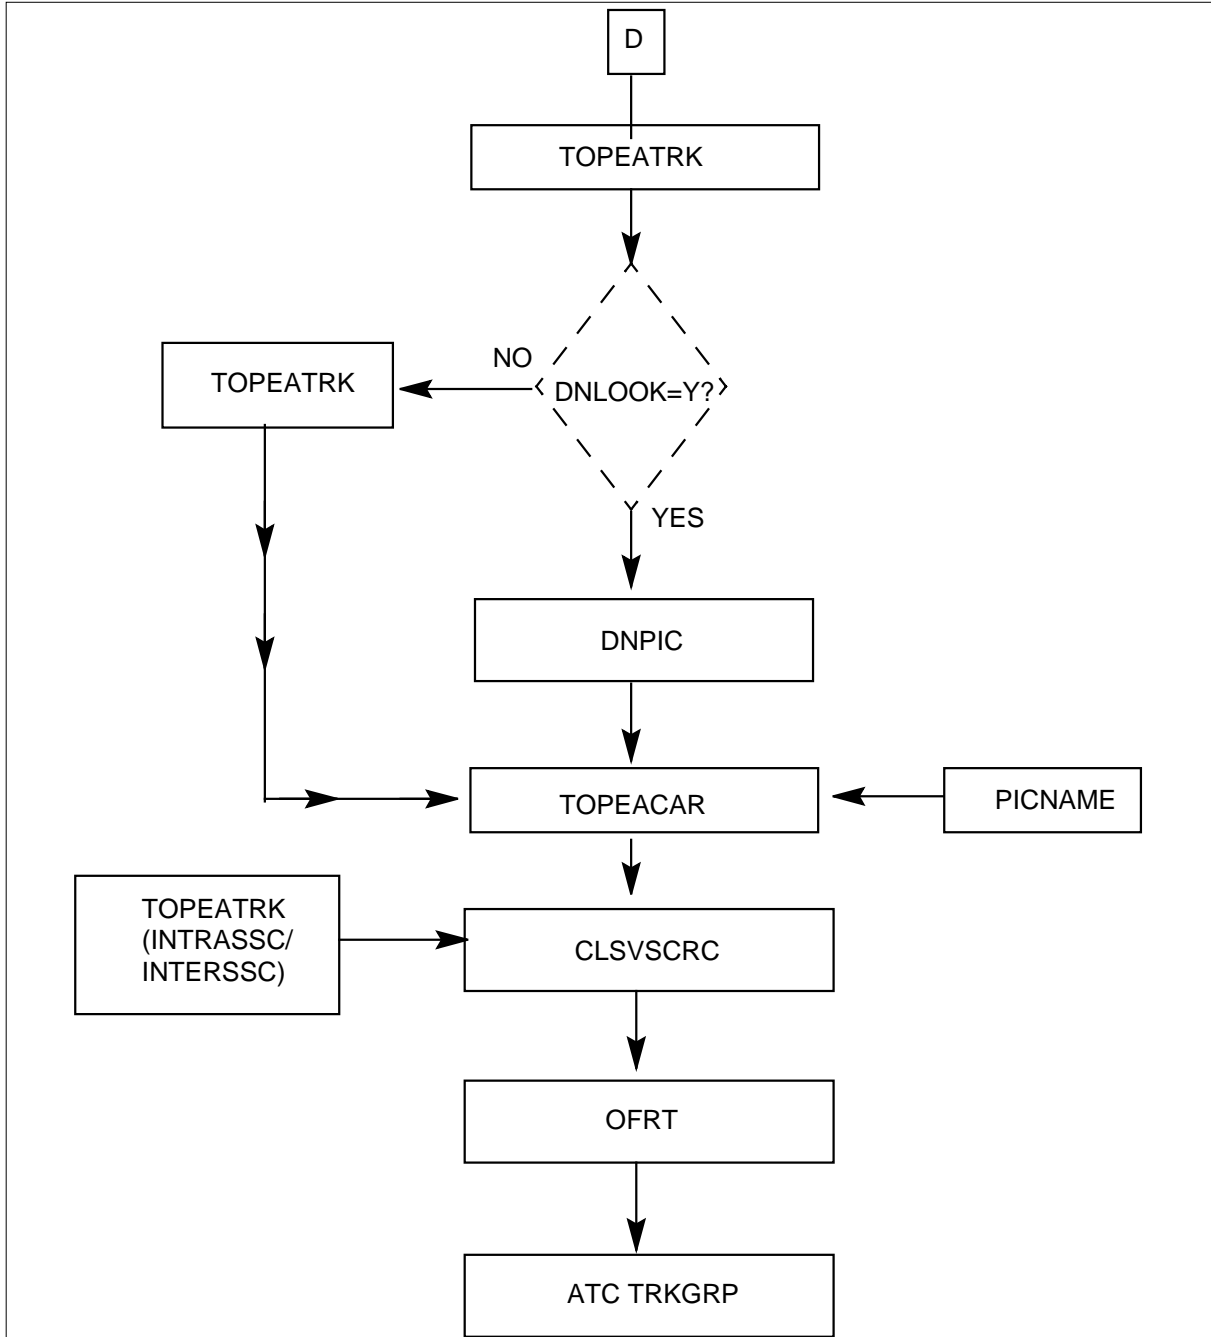 D
TOPEATRK
NO
TOPEATRK
DNLOOK=Y?
YES
DNPIC
TOPEACAR
PICNAME
TOPEATRK
(INTRASSC/
INTERSSC)
CLSVSCRC
OFRT
ATC TRKGRP